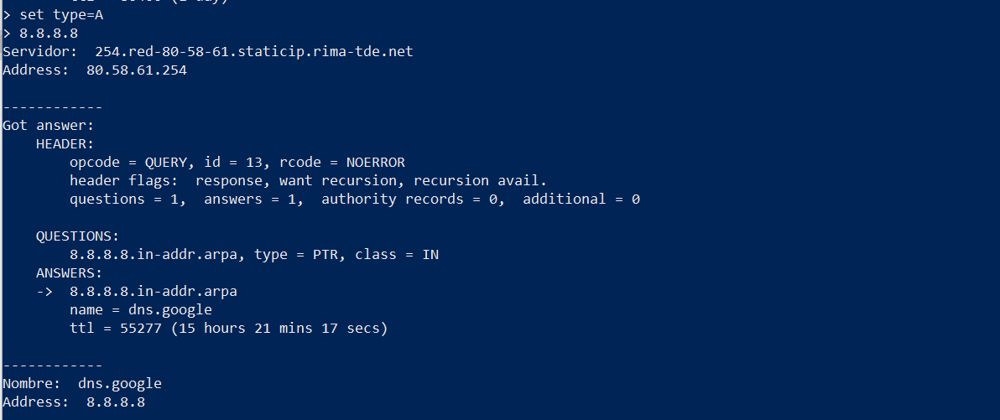 > set type=A
> 8.8.8.8
Servidor:  254.red-80-58-61.staticip.rima-tde.net
Address:  80.58.61.254
------------
Got answer:
    HEADER:
        opcode = QUERY, id = 13, rcode = NOERROR
        header flags:  response, want recursion, recursion avail.
        questions = 1,  answers = 1,  authority records = 0,  additional = 0
    QUESTIONS:
        8.8.8.8.in-addr.arpa, type = PTR, class = IN
    ANSWERS:
    ->  8.8.8.8.in-addr.arpa
        name = dns.google
        ttl = 55277 (15 hours 21 mins 17 secs)
------------
Nombre:  dns.google
Address:  8.8.8.8